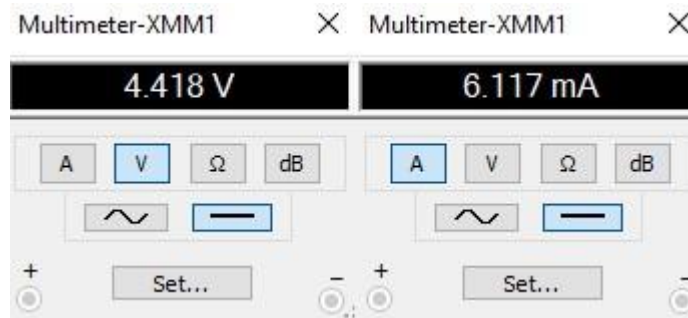 Multimeter-XMM1 × Multimeter-XMM1 ×
4.418 V 6.117 mA
A V Ω dB A V Ω dB
+ Set... − + Set... −